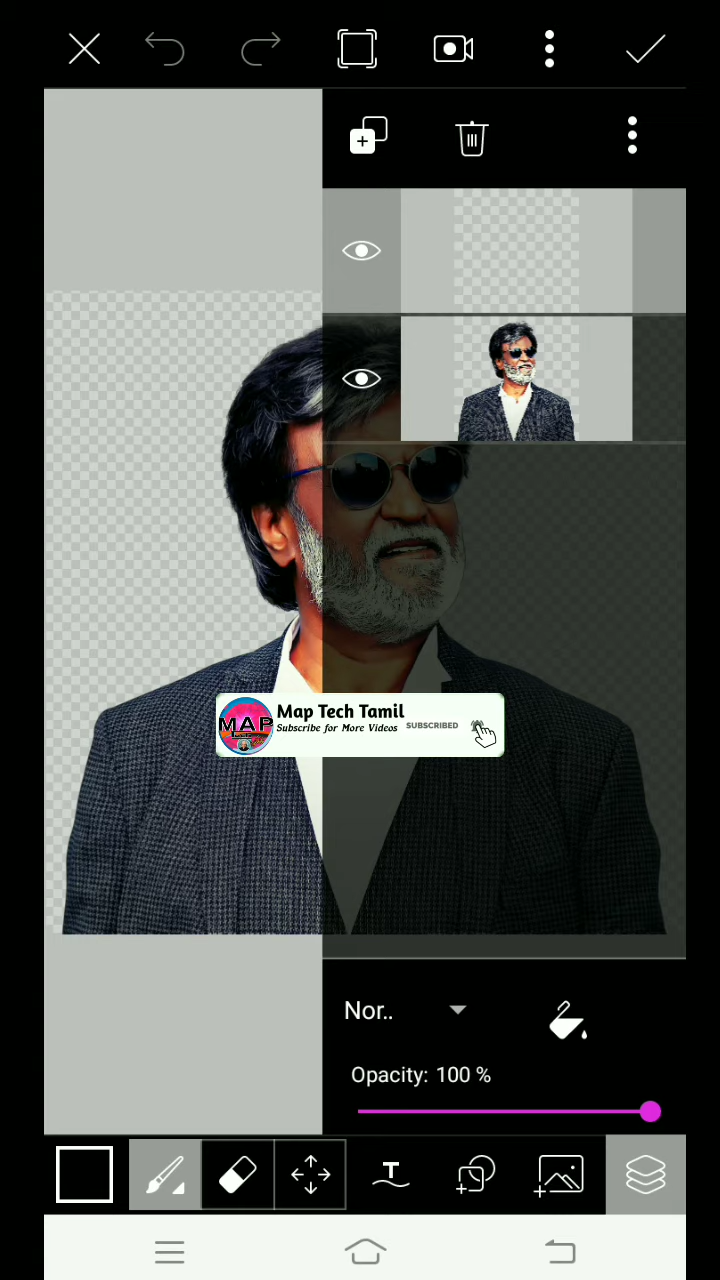 MAP
Map Tech Tamil
Subscribe for More Videos
SUBSCRIBED
Nor..
Opacity: 100 %
T